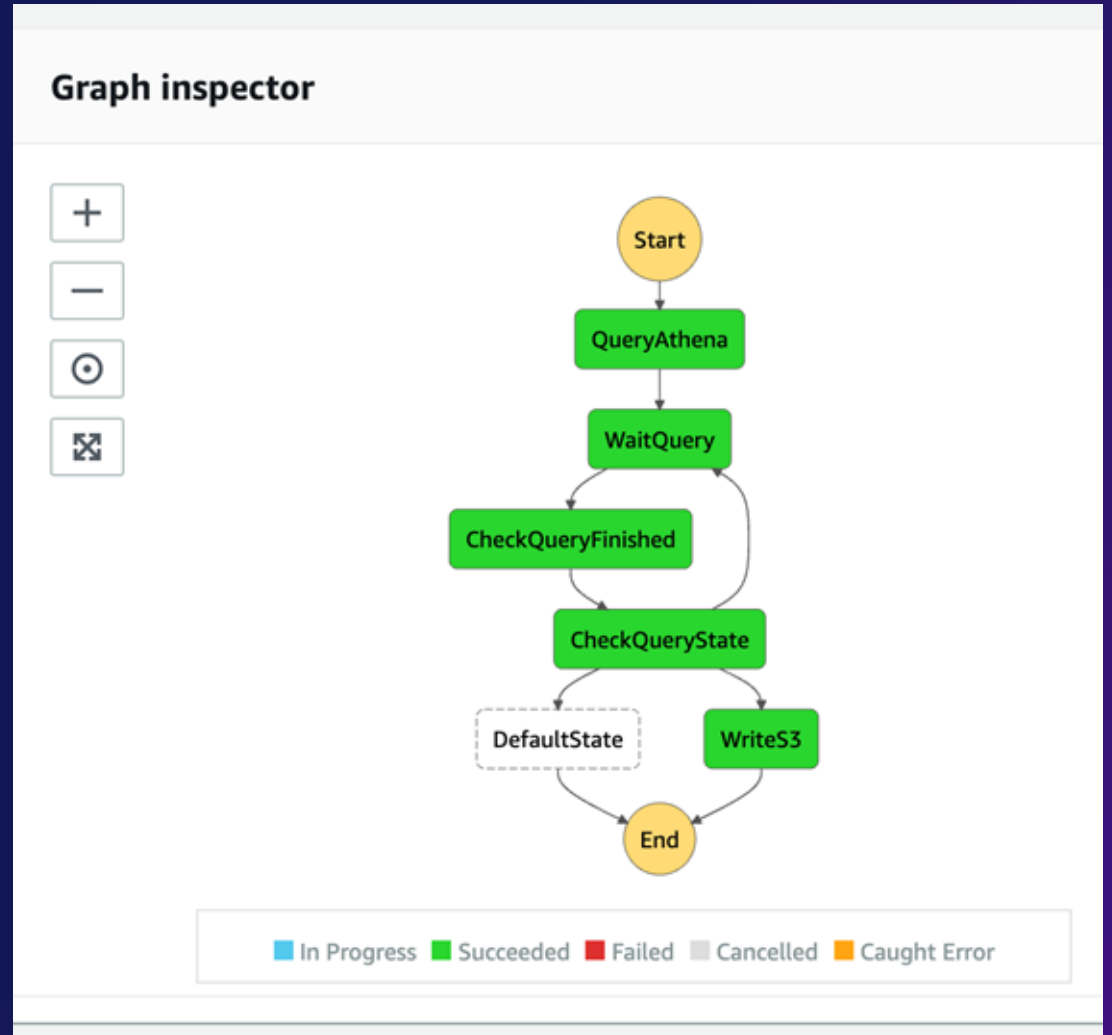 Graph inspector
Start
QueryAthena
WaitQuery
CheckQueryFinished
CheckQueryState
DefaultState
WriteS3
End
In Progress Succeeded Failed Cancelled Caught Error